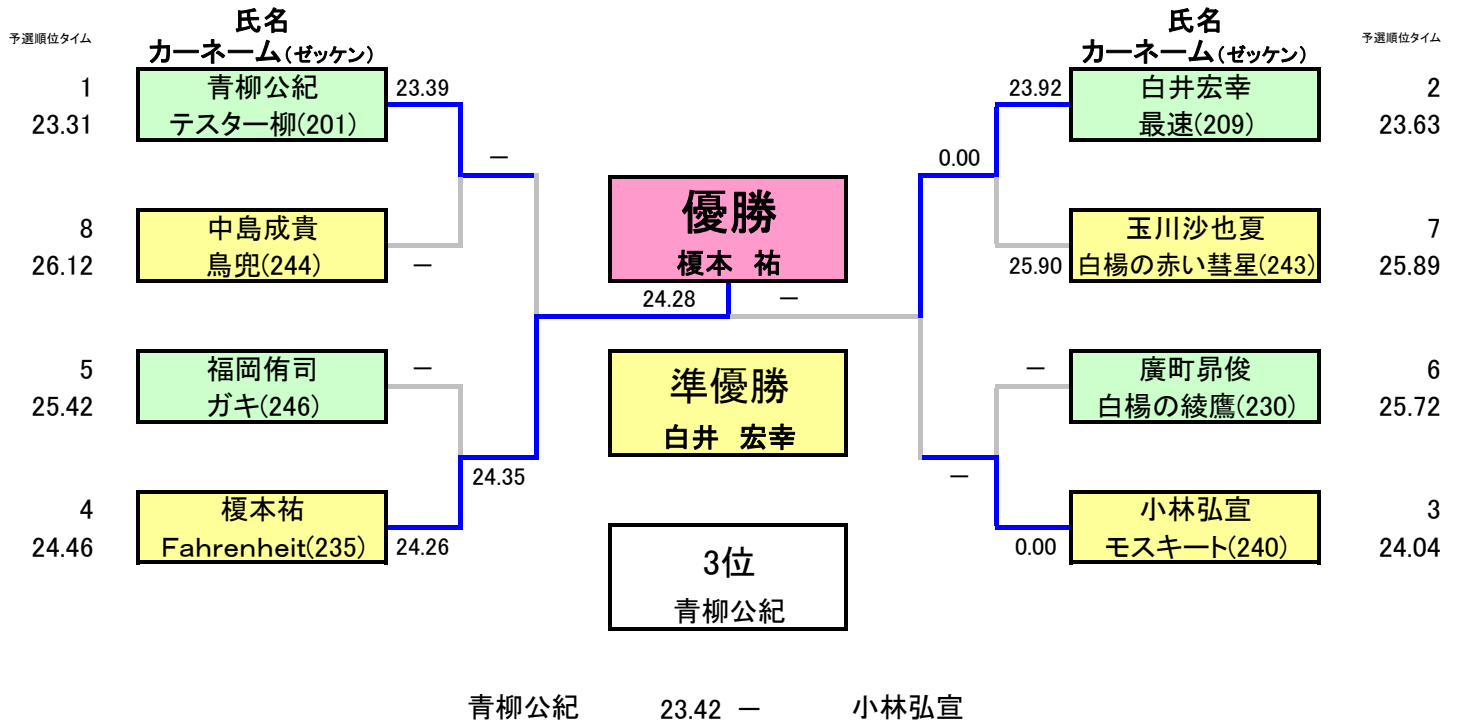 予選順位タイム
氏名
カーネーム(ゼッケン)
氏名
カーネーム(ゼッケン)
予選順位タイム
1
23.31
青柳公紀
テスター柳(201)
23.39
—
8
26.12
中島成貴
鳥兜(244)
—
5
25.42
福岡侑司
ガキ(246)
—
24.35
4
24.46
榎本祐
Fahrenheit(235)
24.26
優勝
榎本 祐
24.28 —
準優勝
白井 宏幸
3位
青柳公紀
23.92
白井宏幸
最速(209)
2
23.63
0.00
25.90
玉川沙也夏
白楊の赤い彗星(243)
7
25.89
—
廣町昴俊
白楊の綾鷹(230)
6
25.72
—
0.00
小林弘宣
モスキート(240)
3
24.04
青柳公紀 23.42 — 小林弘宣